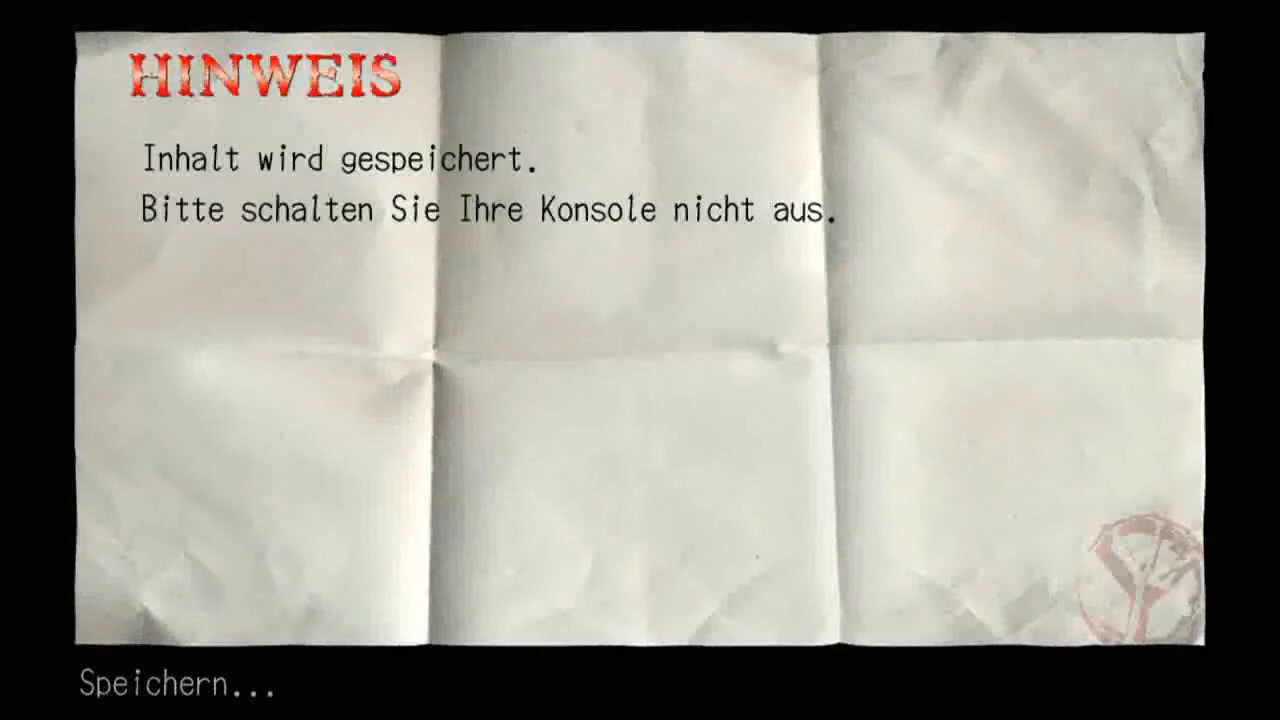 HINWEIS
Inhalt wird gespeichert.
Bitte schalten Sie Ihre Konsole nicht aus.
Speichern...